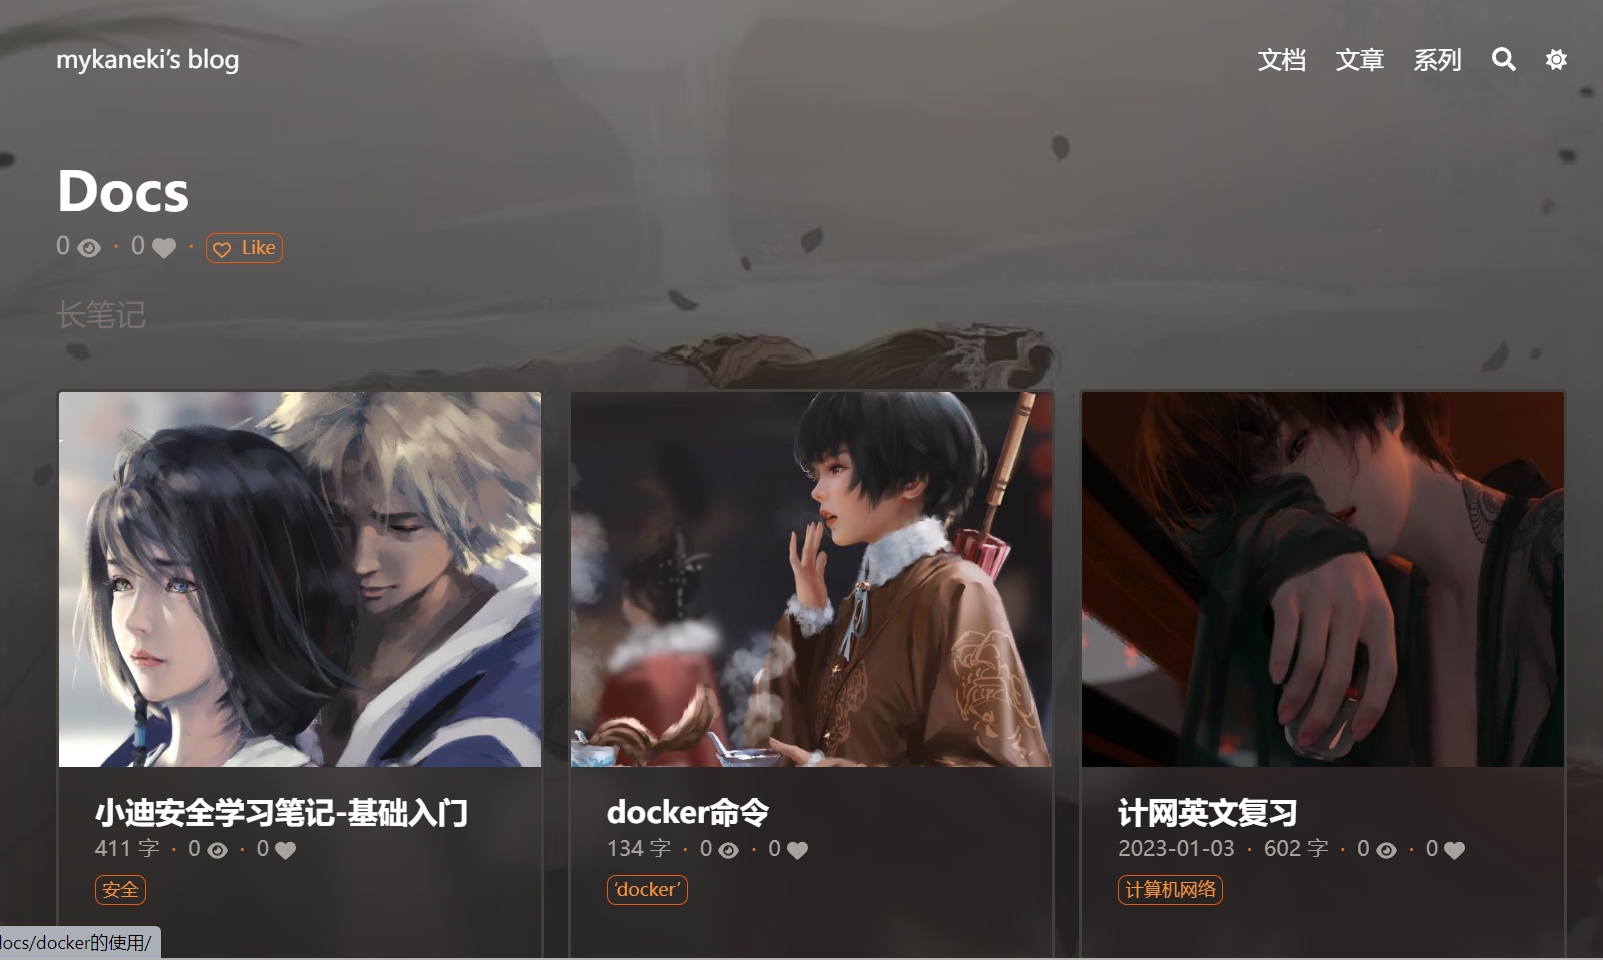 mykaneki's blog 文档 文章 系列
Docs
0 · 0 · Like
长笔记
小迪安全学习笔记-基础入门
411 字 · 0 · 0
安全
docker命令
134 字 · 0 · 0
‘docker’
计网英文复习
2023-01-03 · 602 字 · 0 · 0
计算机网络
docs/docker的使用/